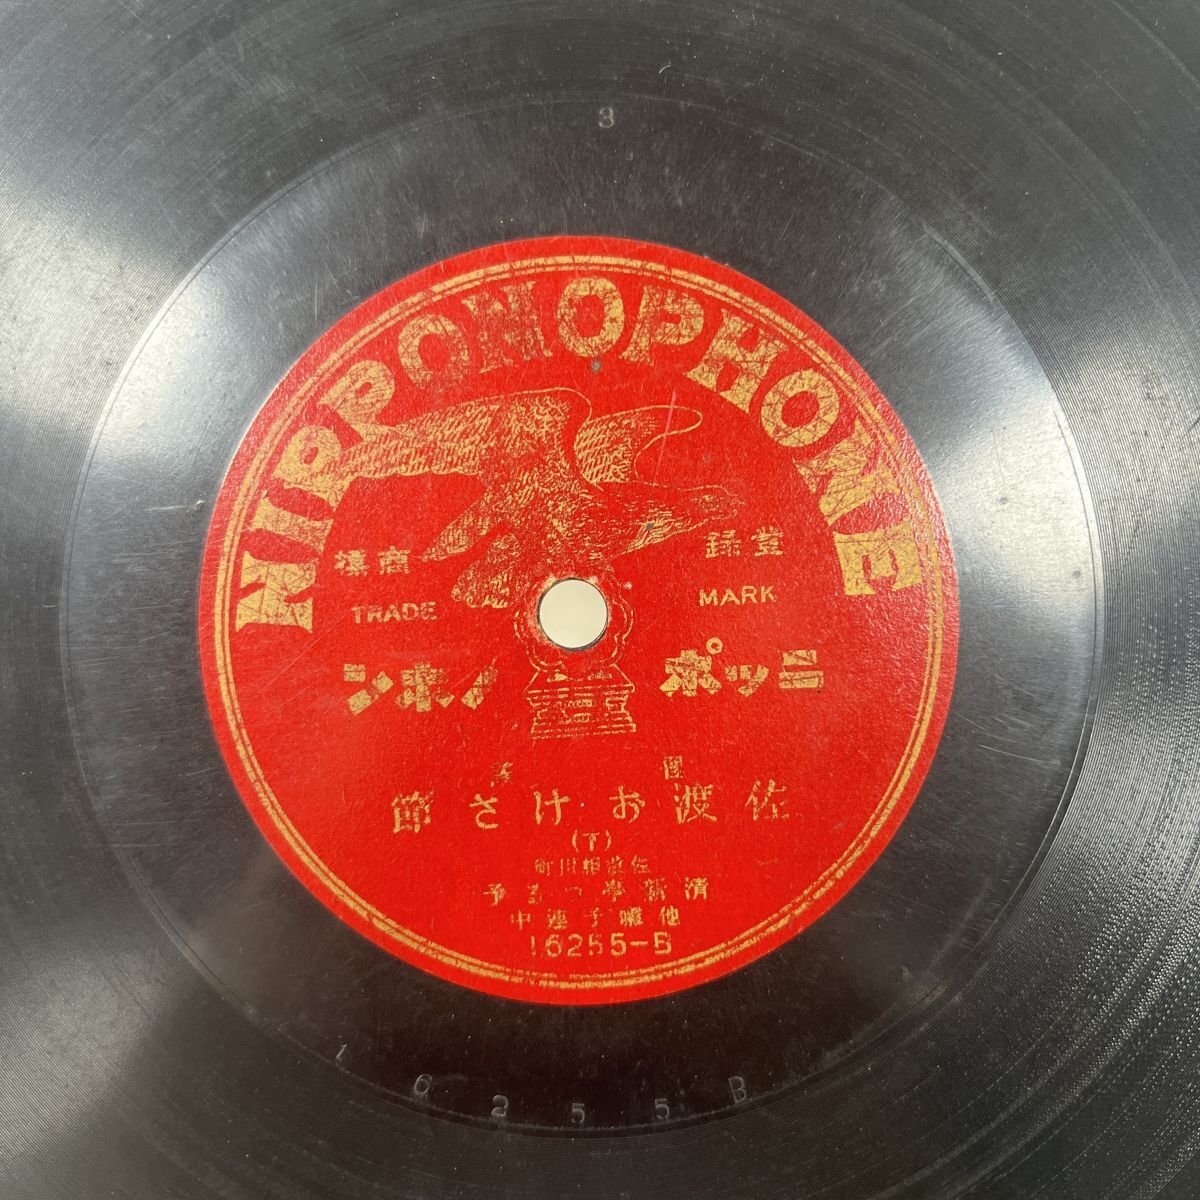 3
NIPPONOPHONE
登録 商標
TRADE MARK
ニッポノホン
俚謡
佐渡おけさ節
(下)
佐渡相川町
清新亭つる予
他囃子連中
16255-B
16255B